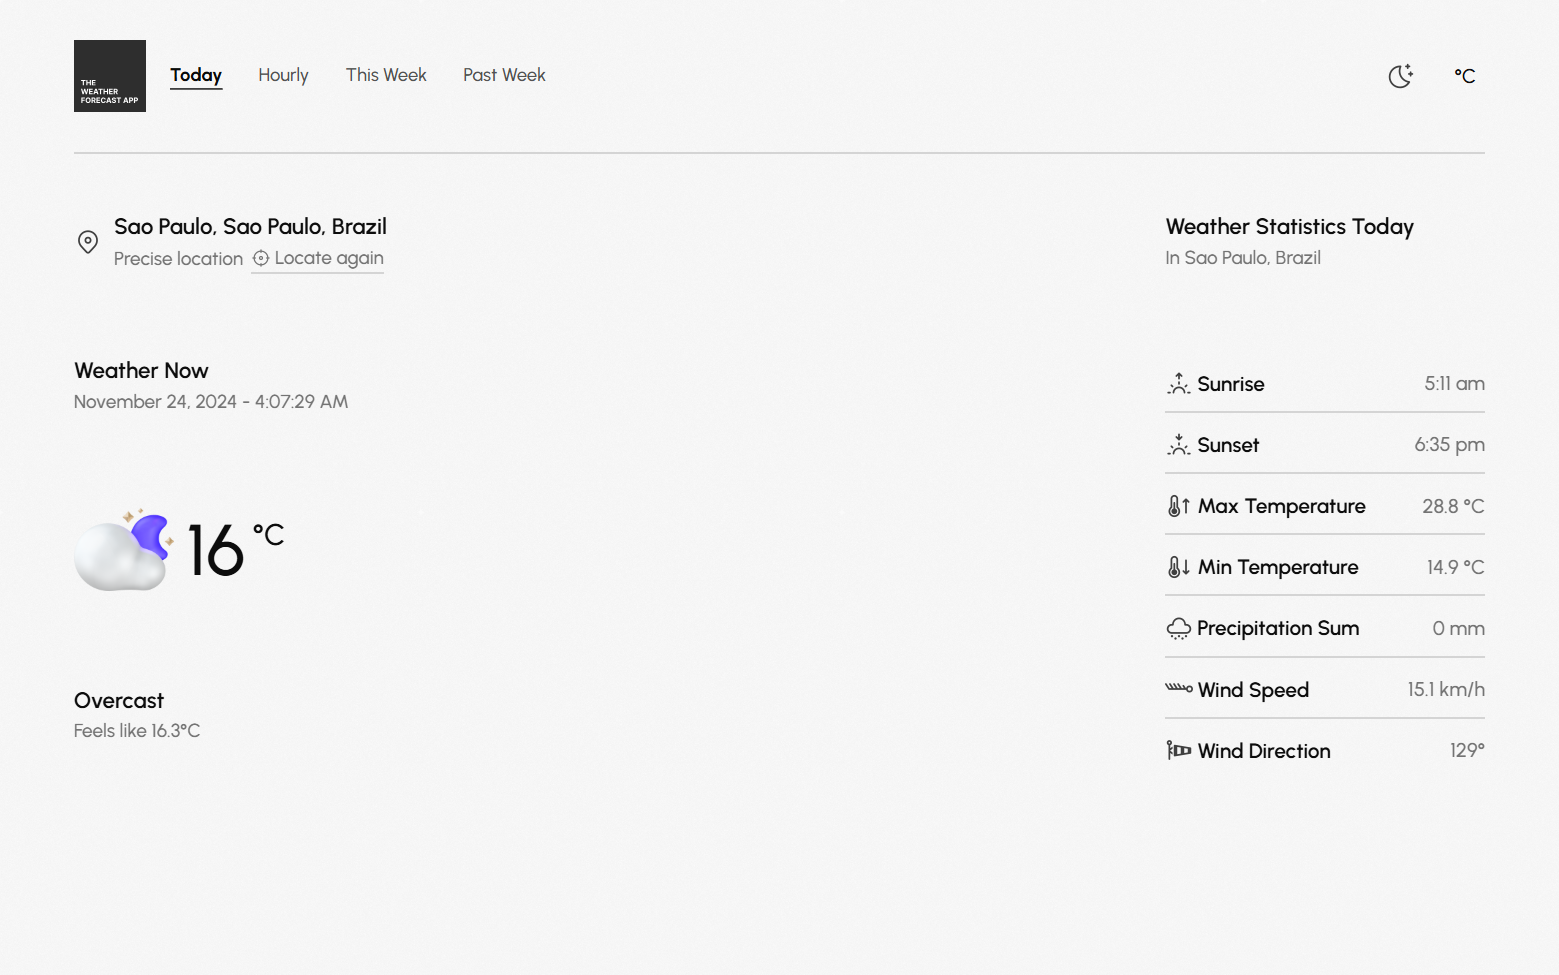 THE
WEATHER
FORECAST APP
Today
Hourly
This Week
Past Week
°C
Sao Paulo, Sao Paulo, Brazil
Precise location
Locate again
Weather Now
November 24, 2024 - 4:07:29 AM
16 °C
Overcast
Feels like 16.3°C
Weather Statistics Today
In Sao Paulo, Brazil
Sunrise 5:11 am
Sunset 6:35 pm
Max Temperature 28.8 °C
Min Temperature 14.9 °C
Precipitation Sum 0 mm
Wind Speed 15.1 km/h
Wind Direction 129°